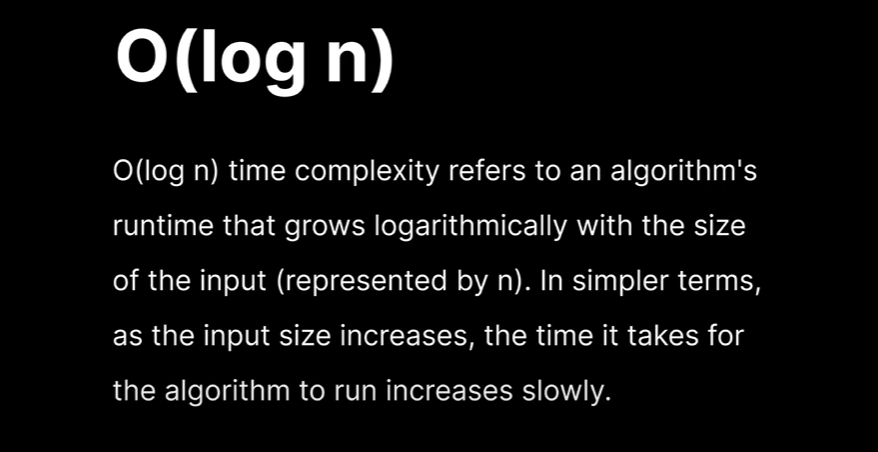 O(log n)
O(log n) time complexity refers to an algorithm's
runtime that grows logarithmically with the size
of the input (represented by n). In simpler terms,
as the input size increases, the time it takes for
the algorithm to run increases slowly.